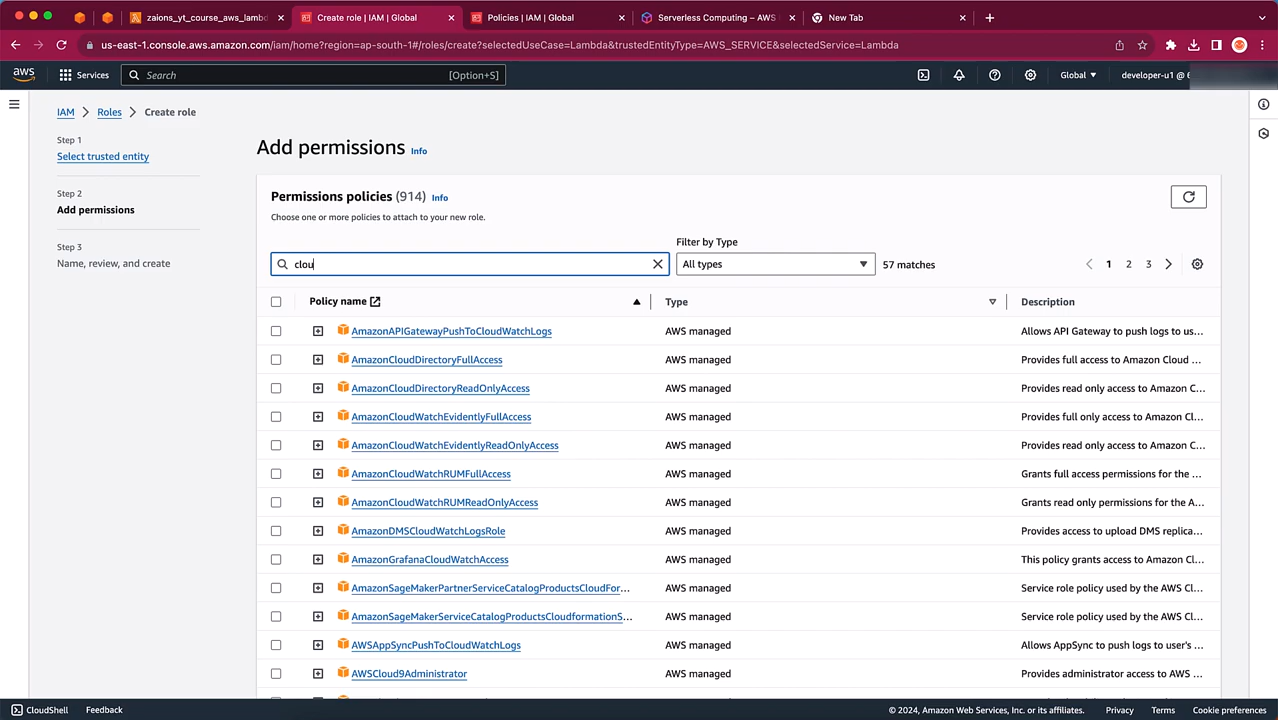 zaions_yt_course_aws_lambd
Create role | IAM | Global
Policies | IAM | Global
Serverless Computing – AWS
New Tab
us-east-1.console.aws.amazon.com/iam/home?region=ap-south-1#/roles/create?selectedUseCase=Lambda&trustedEntityType=AWS_SERVICE&selectedService=Lambda
aws
Services
Search
[Option+S]
Global
developer-u1 @ 6
IAM > Roles > Create role
Step 1
Select trusted entity
Step 2
Add permissions
Step 3
Name, review, and create
Add permissions Info
Permissions policies (914) Info
Choose one or more policies to attach to your new role.
Filter by Type
clou
All types
57 matches
1 2 3
Policy name
Type
Description
AmazonAPIGatewayPushToCloudWatchLogs AWS managed Allows API Gateway to push logs to us...
AmazonCloudDirectoryFullAccess AWS managed Provides full access to Amazon Cloud ...
AmazonCloudDirectoryReadOnlyAccess AWS managed Provides read only access to Amazon C...
AmazonCloudWatchEvidentlyFullAccess AWS managed Provides full only access to Amazon Cl...
AmazonCloudWatchEvidentlyReadOnlyAccess AWS managed Provides read only access to Amazon C...
AmazonCloudWatchRUMFullAccess AWS managed Grants full access permissions for the ...
AmazonCloudWatchRUMReadOnlyAccess AWS managed Grants read only permissions for the A...
AmazonDMSCloudWatchLogsRole AWS managed Provides access to upload DMS replica...
AmazonGrafanaCloudWatchAccess AWS managed This policy grants access to Amazon Cl...
AmazonSageMakerPartnerServiceCatalogProductsCloudFor... AWS managed Service role policy used by the AWS Cl...
AmazonSageMakerServiceCatalogProductsCloudformationS... AWS managed Service role policy used by the AWS Cl...
AWSAppSyncPushToCloudWatchLogs AWS managed Allows AppSync to push logs to user's ...
AWSCloud9Administrator AWS managed Provides administrator access to AWS ...
CloudShell
Feedback
© 2024, Amazon Web Services, Inc. or its affiliates.
Privacy
Terms
Cookie preferences